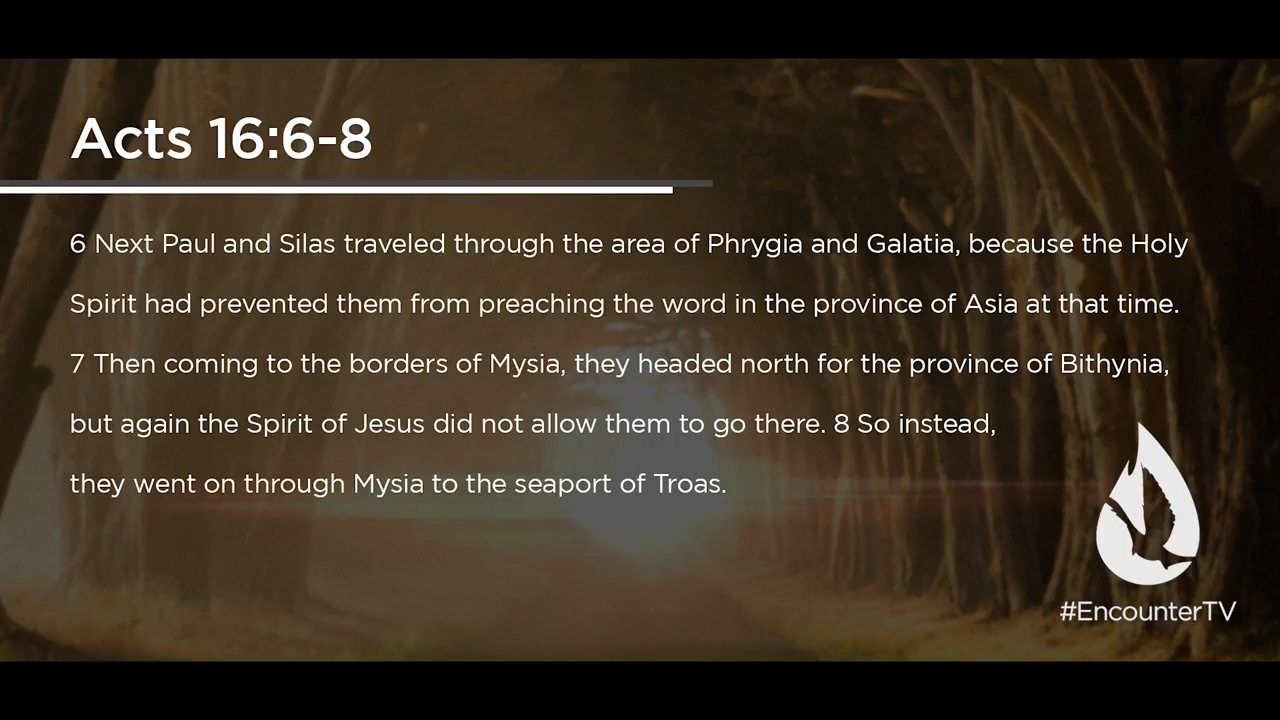 Acts 16:6-8
6 Next Paul and Silas traveled through the area of Phrygia and Galatia, because the Holy
Spirit had prevented them from preaching the word in the province of Asia at that time.
7 Then coming to the borders of Mysia, they headed north for the province of Bithynia,
but again the Spirit of Jesus did not allow them to go there. 8 So instead,
they went on through Mysia to the seaport of Troas.
#EncounterTV